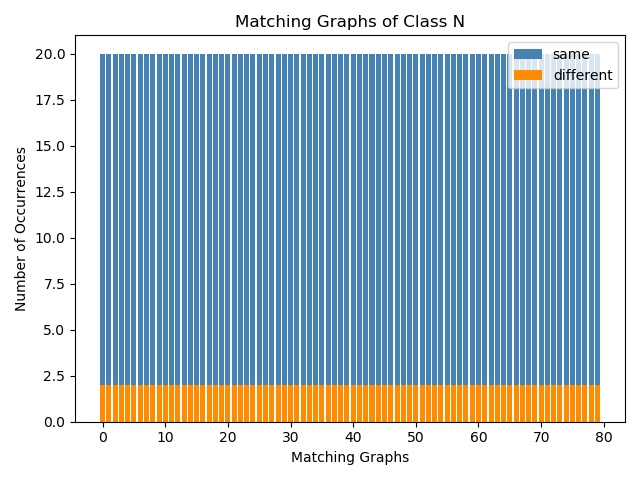 Matching Graphs of Class N
same
different
20.0
17.5
15.0
12.5
10.0
7.5
5.0
2.5
0.0
Number of Occurrences
0 10 20 30 40 50 60 70 80
Matching Graphs